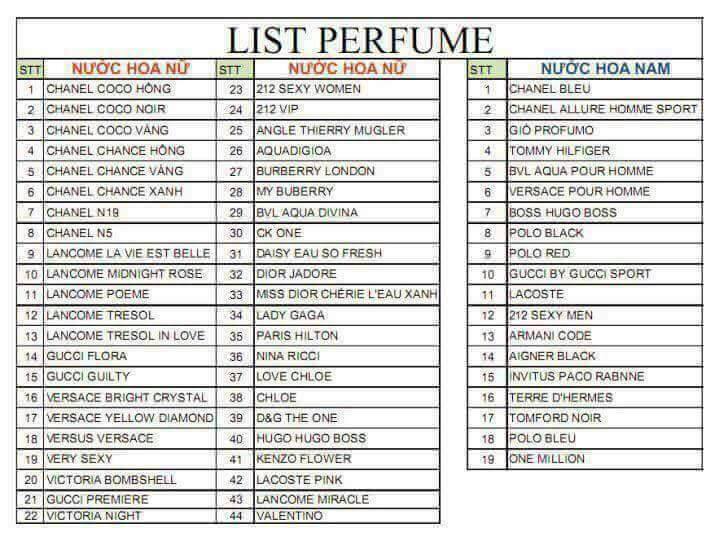 LIST PERFUME
STT NƯỚC HOA NỮ STT NƯỚC HOA NỮ STT NƯỚC HOA NAM
1 CHANEL COCO HỒNG 23 212 SEXY WOMEN 1 CHANEL BLEU
2 CHANEL COCO NOIR 24 212 VIP 2 CHANEL ALLURE HOMME SPORT
3 CHANEL COCO VÀNG 25 ANGLE THIERRY MUGLER 3 GIÒ PROFUMO
4 CHANEL CHANCE HỒNG 26 AQUADIGIOA 4 TOMMY HILFIGER
5 CHANEL CHANCE VÀNG 27 BURBERRY LONDON 5 BVL AQUA POUR HOMME
6 CHANEL CHANCE XANH 28 MY BUBERRY 6 VERSACE POUR HOMME
7 CHANEL N19 29 BVL AQUA DIVINA 7 BOSS HUGO BOSS
8 CHANEL N5 30 CK ONE 8 POLO BLACK
9 LANCOME LA VIE EST BELLE 31 DAISY EAU SO FRESH 9 POLO RED
10 LANCOME MIDNIGHT ROSE 32 DIOR JADORE 10 GUCCI BY GUCCI SPORT
11 LANCOME POEME 33 MISS DIOR CHÉRIE L'EAU XANH 11 LACOSTE
12 LANCOME TRESOL 34 LADY GAGA 12 212 SEXY MEN
13 LANCOME TRESOL IN LOVE 35 PARIS HILTON 13 ARMANI CODE
14 GUCCI FLORA 36 NINA RICCI 14 AIGNER BLACK
15 GUCCI GUILTY 37 LOVE CHLOE 15 INVITUS PACO RABNNE
16 VERSACE BRIGHT CRYSTAL 38 CHLOE 16 TERRE D'HERMES
17 VERSACE YELLOW DIAMOND 39 D&G THE ONE 17 TOMFORD NOIR
18 VERSUS VERSACE 40 HUGO HUGO BOSS 18 POLO BLEU
19 VERY SEXY 41 KENZO FLOWER 19 ONE MILLION
20 VICTORIA BOMBSHELL 42 LACOSTE PINK
21 GUCCI PREMIERE 43 LANCOME MIRACLE
22 VICTORIA NIGHT 44 VALENTINO